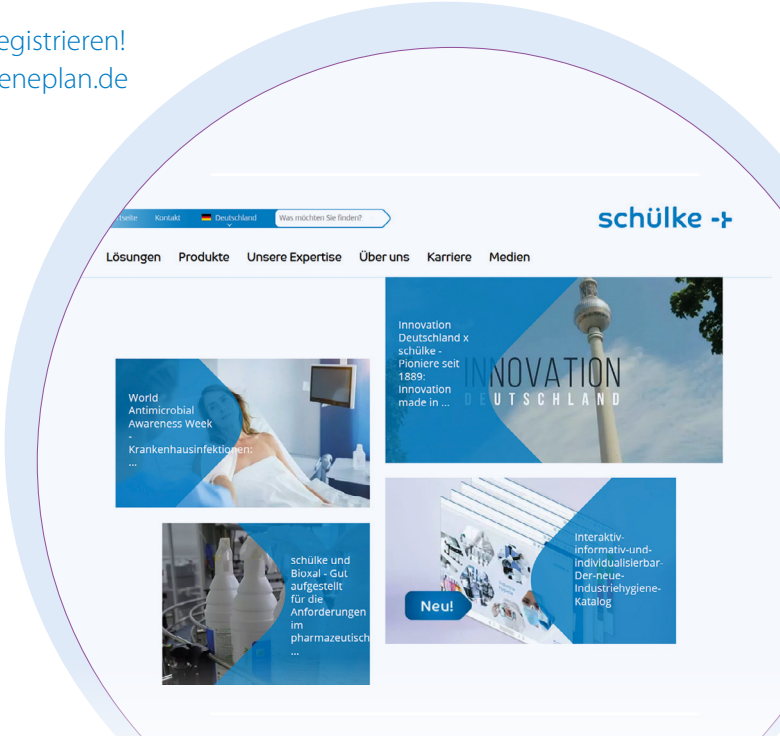 egistrieren!
eneplan.de
schülke -+
rtseite Kontakt Deutschland Was möchten Sie finden?
Lösungen Produkte Unsere Expertise Über uns Karriere Medien
Innovation
Deutschland x
schülke -
Pioniere seit
1889:
Innovation
made in ...
INNOVATION
DEUTSCHLAND
World
Antimicrobial
Awareness Week
-
Krankenhausinfektionen:
...
schülke und
Bioxal - Gut
aufgestellt
für die
Anforderungen
im
pharmazeutisch
...
Interaktiv-
informativ-und-
individualisierbar-
Der-neue-
Industriehygiene-
Katalog
Neu!